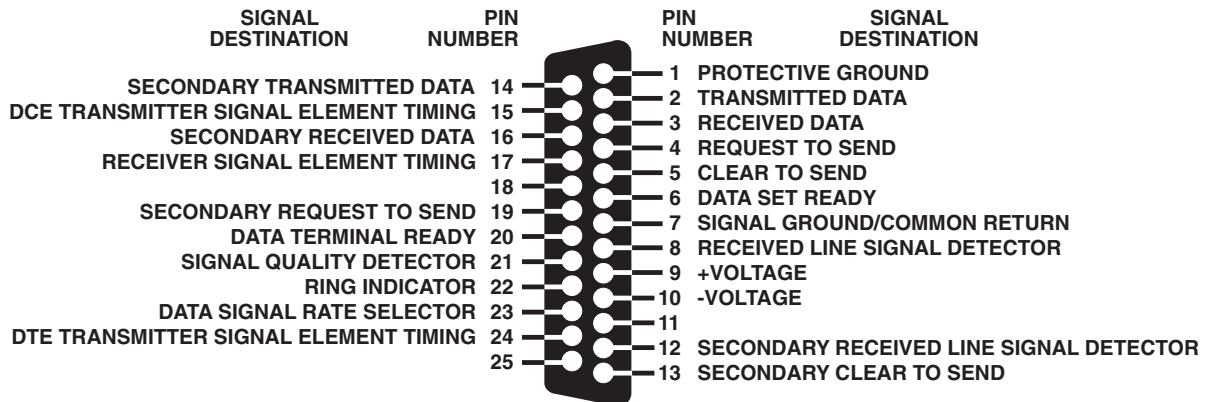 SIGNAL DESTINATION PIN NUMBER
14 SECONDARY TRANSMITTED DATA
15 DCE TRANSMITTER SIGNAL ELEMENT TIMING
16 SECONDARY RECEIVED DATA
17 RECEIVER SIGNAL ELEMENT TIMING
18
19 SECONDARY REQUEST TO SEND
20 DATA TERMINAL READY
21 SIGNAL QUALITY DETECTOR
22 RING INDICATOR
23 DATA SIGNAL RATE SELECTOR
24 DTE TRANSMITTER SIGNAL ELEMENT TIMING
25
PIN NUMBER SIGNAL DESTINATION
1 PROTECTIVE GROUND
2 TRANSMITTED DATA
3 RECEIVED DATA
4 REQUEST TO SEND
5 CLEAR TO SEND
6 DATA SET READY
7 SIGNAL GROUND/COMMON RETURN
8 RECEIVED LINE SIGNAL DETECTOR
9 +VOLTAGE
10 -VOLTAGE
11
12 SECONDARY RECEIVED LINE SIGNAL DETECTOR
13 SECONDARY CLEAR TO SEND